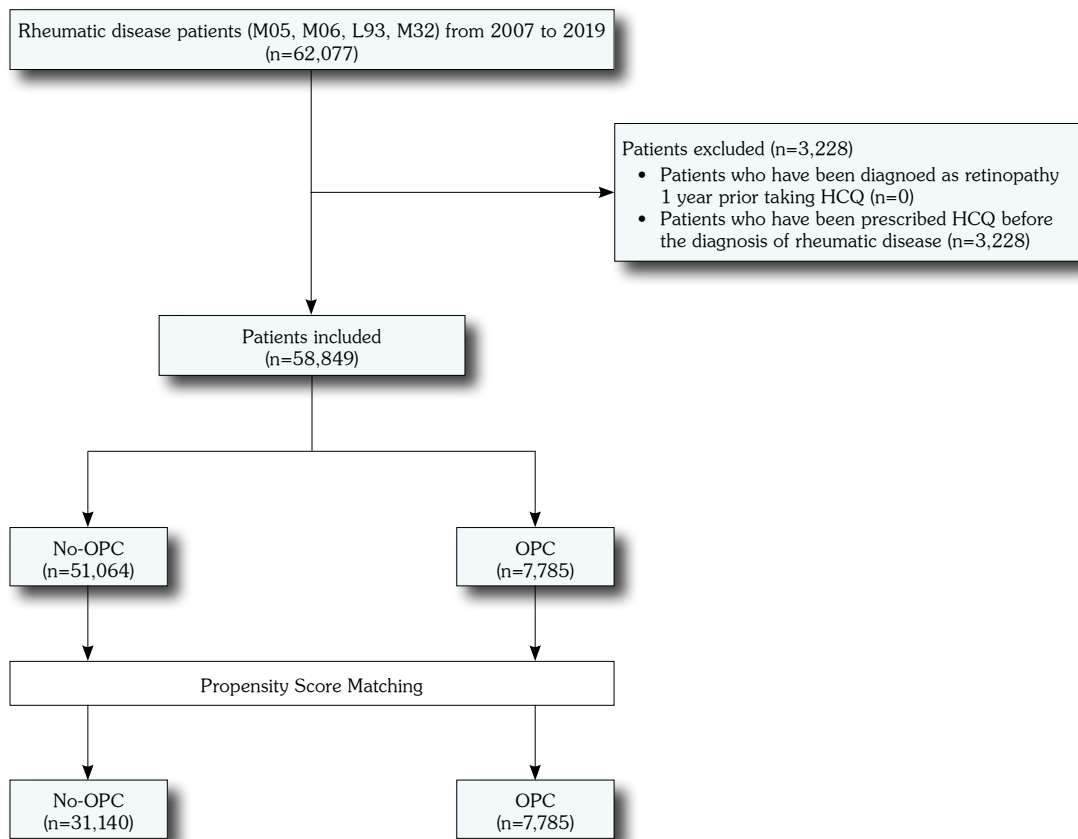 Rheumatic disease patients (M05, M06, L93, M32) from 2007 to 2019
(n=62,077)
Patients excluded (n=3,228)
• Patients who have been diagnoed as retinopathy
1 year prior taking HCQ (n=0)
• Patients who have been prescribed HCQ before
the diagnosis of rheumatic disease (n=3,228)
Patients included
(n=58,849)
No-OPC
(n=51,064)
OPC
(n=7,785)
Propensity Score Matching
No-OPC
(n=31,140)
OPC
(n=7,785)